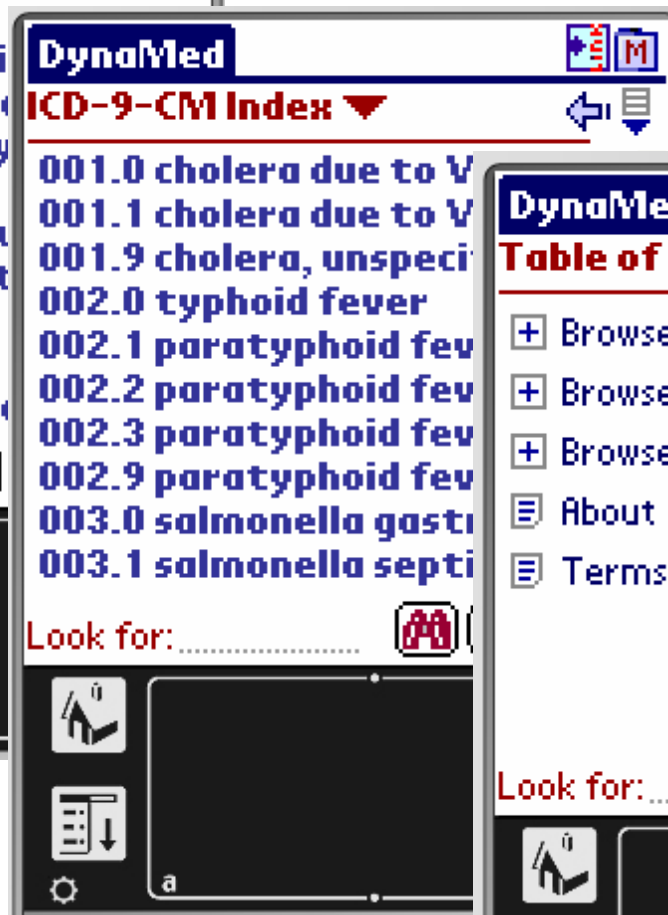 DynaMed
M
ICD-9-CM Index
001.0 cholera due to V
001.1 cholera due to V
001.9 cholera, unspeci
002.0 typhoid fever
002.1 paratyphoid fev
002.2 paratyphoid fev
002.3 paratyphoid fev
002.9 paratyphoid fev
003.0 salmonella gast
003.1 salmonella septi
Look for:
a
DynaMe
Table of
Browse
Browse
Browse
About
Terms
Look for: